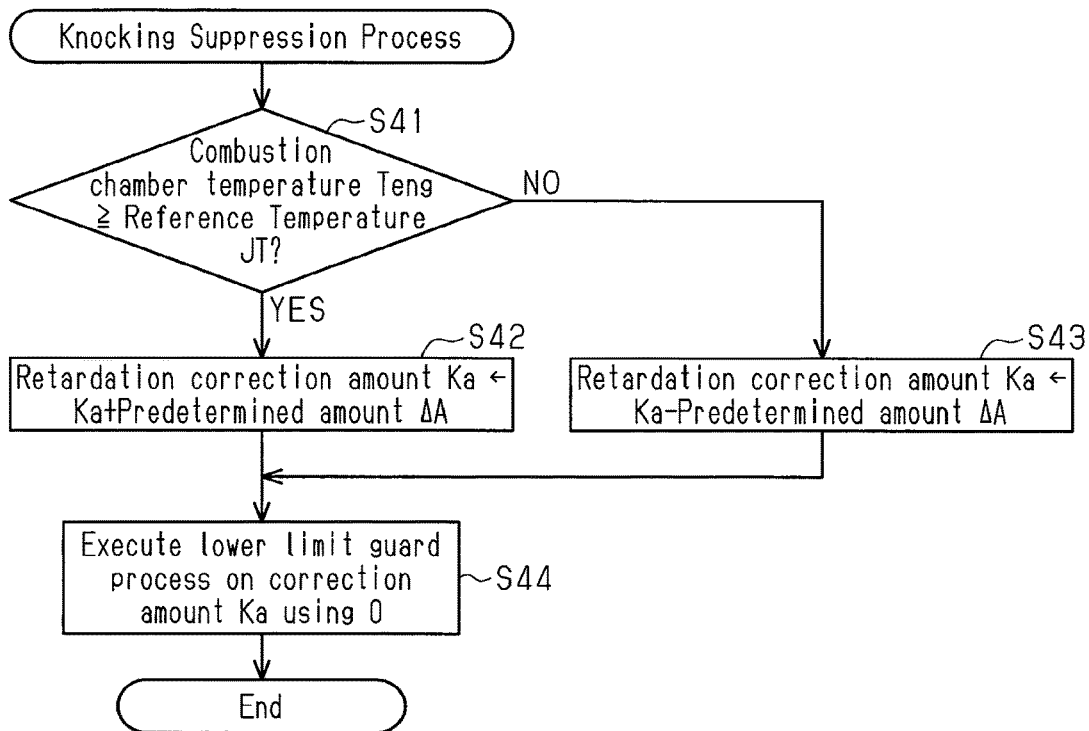 Knocking Suppression Process
S41
Combustion
chamber temperature Teng
≧ Reference Temperature
JT?
NO
YES
S42
Retardation correction amount Ka ←
Ka+Predetermined amount ΔA
S43
Retardation correction amount Ka ←
Ka-Predetermined amount ΔA
Execute lower limit guard
process on correction
amount Ka using 0
S44
End